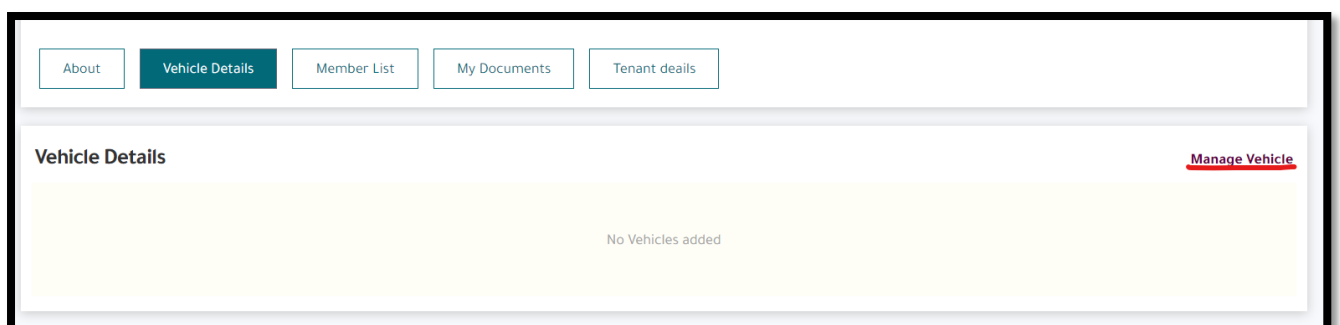 About
Vehicle Details
Member List
My Documents
Tenant deails
Vehicle Details
Manage Vehicle
No Vehicles added